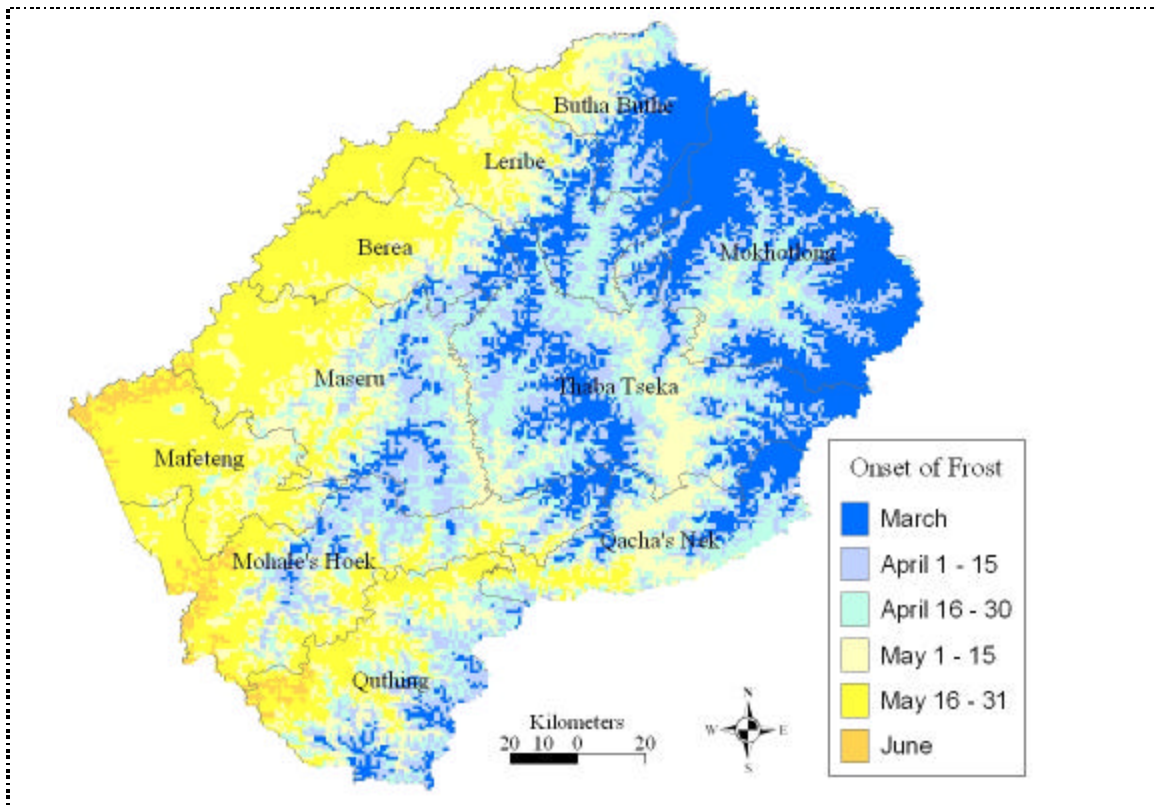 Butha Buthe
Leribe
Berea
Mokhotlong
Maseru
Thaba Tseka
Mafeteng
Qacha's Nek
Mohale's Hoek
Quthing
Onset of Frost
March
April 1 - 15
April 16 - 30
May 1 - 15
May 16 - 31
June
Kilometers
20 10 0 20
N
W E
S